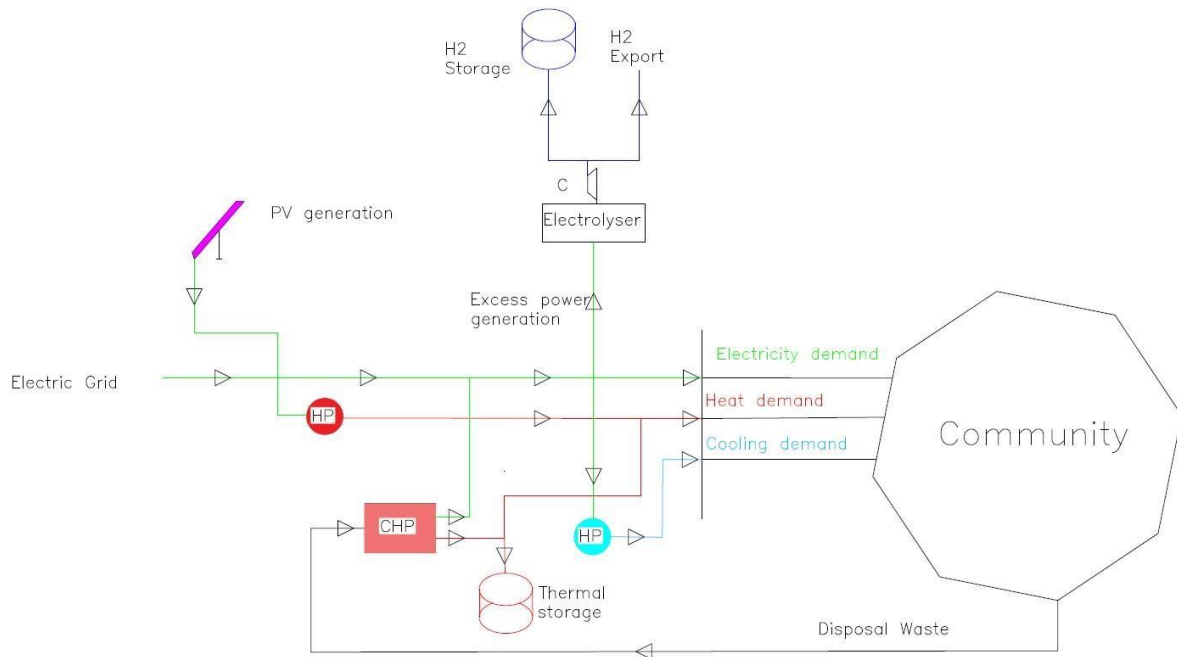 H2
Storage
H2
Export
C
Electrolyser
PV generation
Excess power
generation
Electricity demand
Electric Grid
HP
Heat demand
Cooling demand
Community
CHP
HP
Thermal
storage
Disposal Waste